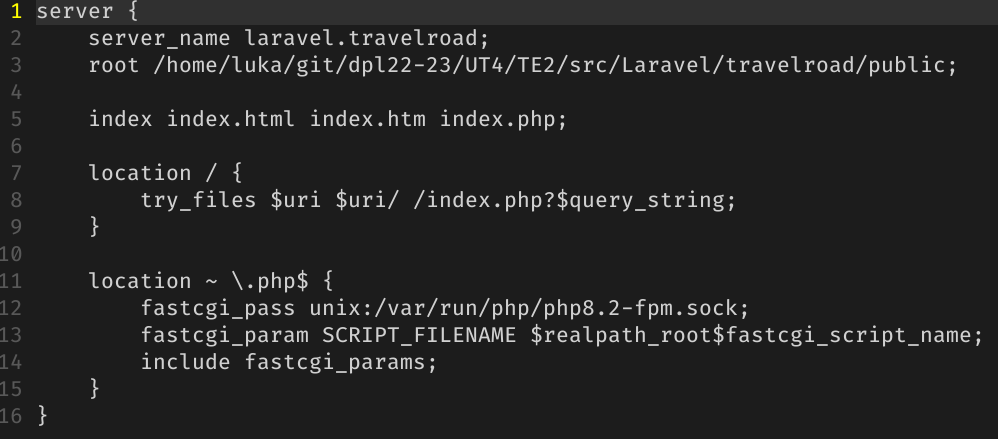 1 server {
2     server_name laravel.travelroad;
3     root /home/luka/git/dpl22-23/UT4/TE2/src/Laravel/travelroad/public;
4
5     index index.html index.htm index.php;
6
7     location / {
8         try_files $uri $uri/ /index.php?$query_string;
9     }
10
11     location ~ \.php$ {
12         fastcgi_pass unix:/var/run/php/php8.2-fpm.sock;
13         fastcgi_param SCRIPT_FILENAME $realpath_root$fastcgi_script_name;
14         include fastcgi_params;
15     }
16 }